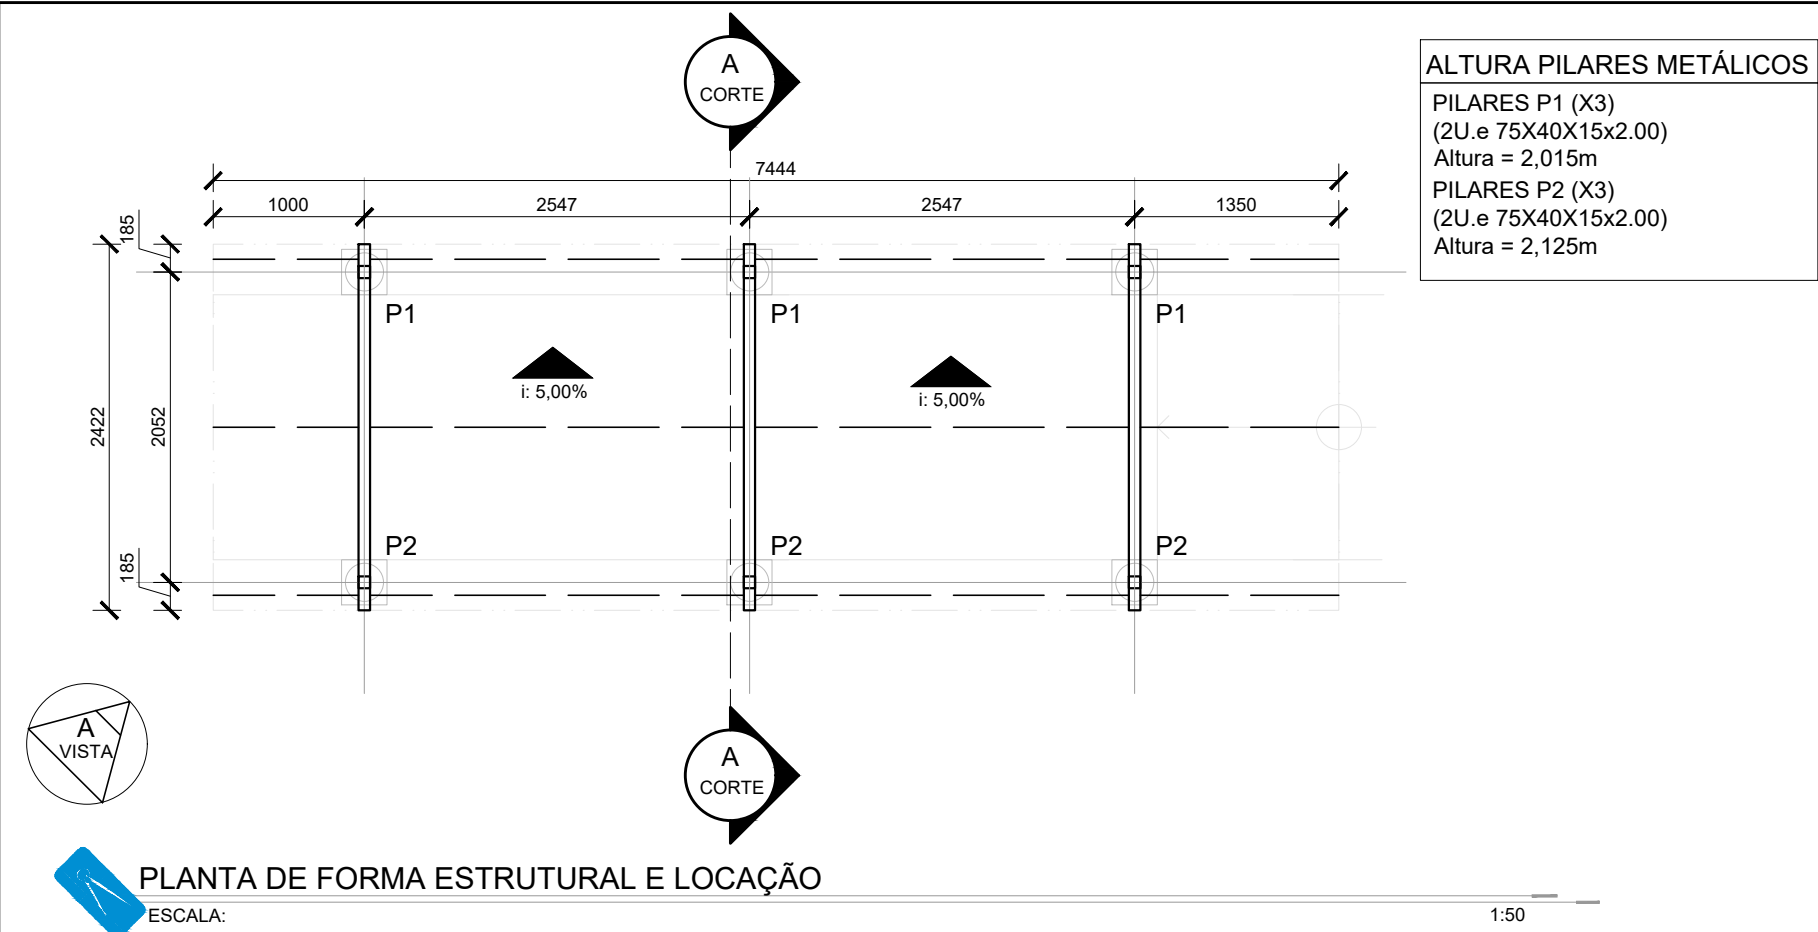 A
CORTE
ALTURA PILARES METÁLICOS
PILARES P1 (X3)
(2U.e 75X40X15x2.00)
Altura = 2,015m
PILARES P2 (X3)
(2U.e 75X40X15x2.00)
Altura = 2,125m
7444
1000
2547
2547
1350
185
P1
P1
P1
i: 5,00%
i: 5,00%
2422
2052
P2
P2
P2
185
A
VISTA
A
CORTE
PLANTA DE FORMA ESTRUTURAL E LOCAÇÃO
ESCALA:
1:50